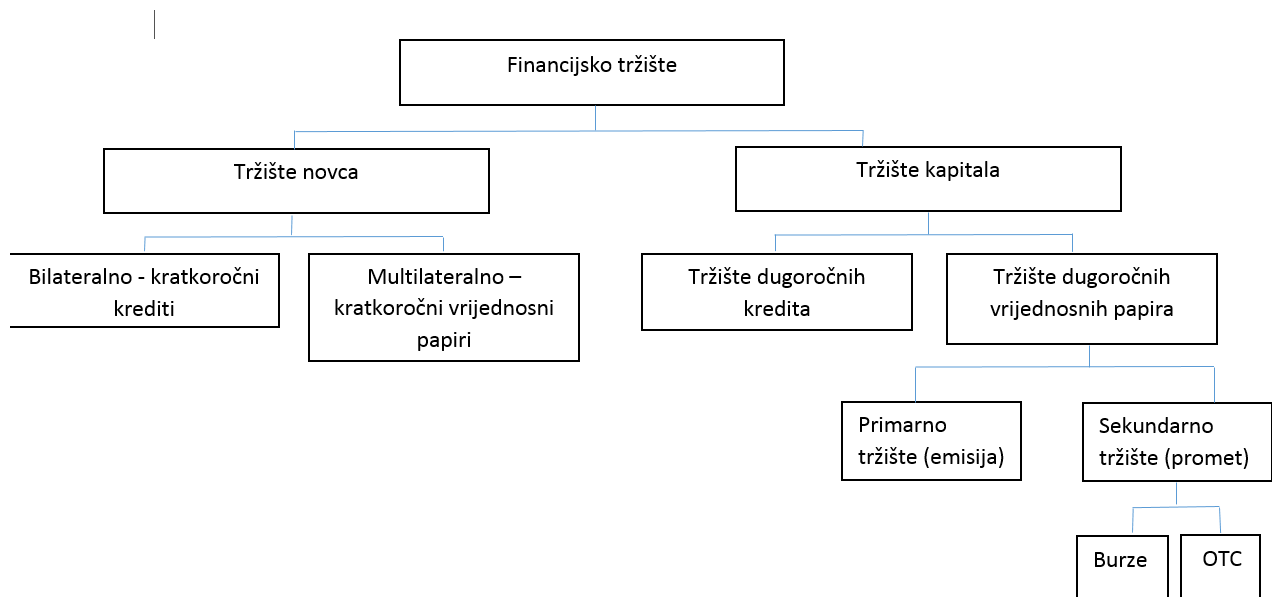 Financijsko tržište
Tržište novca
Tržište kapitala
Bilateralno - kratkoročni
krediti
Multilateralno –
kratkoročni vrijednosni
papiri
Tržište dugoročnih
kredita
Tržište dugoročnih
vrijednosnih papira
Primarno
tržište (emisija)
Sekundarno
tržište (promet)
Burze
OTC